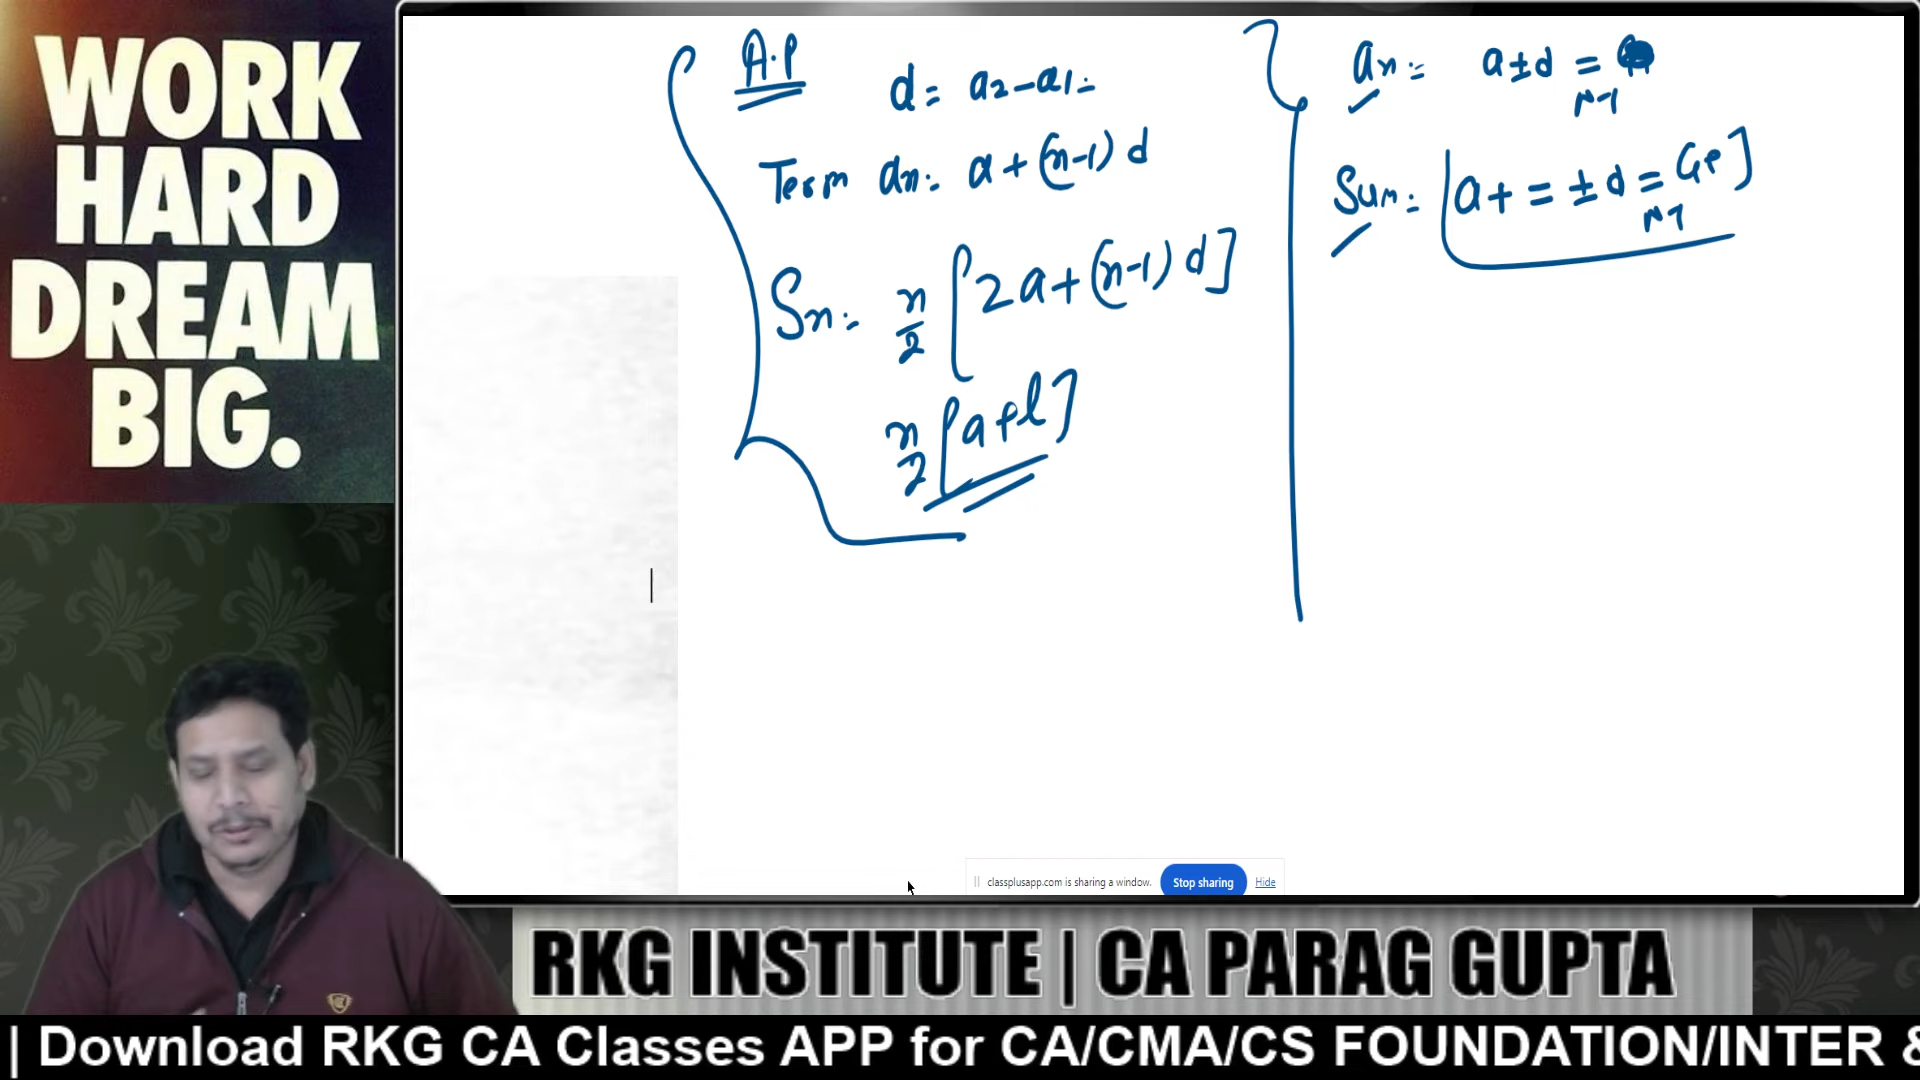 WORK
HARD
DREAM
BIG.
A.P
d = a2 - a1 =
Term an = a + (n-1) d
Sn = n/2 [2a + (n-1) d]
n/2 [a + l]
an = a ± d =
n-1
Sum = [a + = ± d = GP]
n-1
classplusapp.com is sharing a window.
Stop sharing
Hide
RKG INSTITUTE | CA PARAG GUPTA
| Download RKG CA Classes APP for CA/CMA/CS FOUNDATION/INTER &